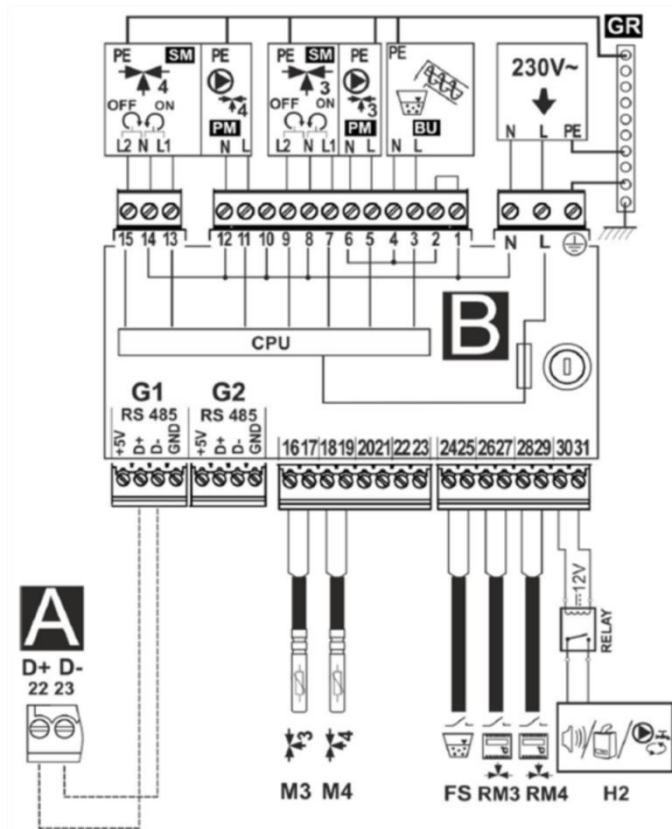 GR
PE SM PE PE SM PE PE
230V~
4 4 3 3
OFF ON OFF ON
PM PM BU
L2 N L1 N L L2 N L1 N L N L N L PE
15 14 13 12 11 10 9 8 7 6 5 4 3 2 1 N L
B
CPU
G1 G2
RS 485 RS 485
+5V D+ D- GND +5V D+ D- GND
16 17 18 19 20 21 22 23 24 25 26 27 28 29 30 31
A
D+ D-
22 23
12V
RELAY
3 4
M3 M4 FS RM3 RM4 H2